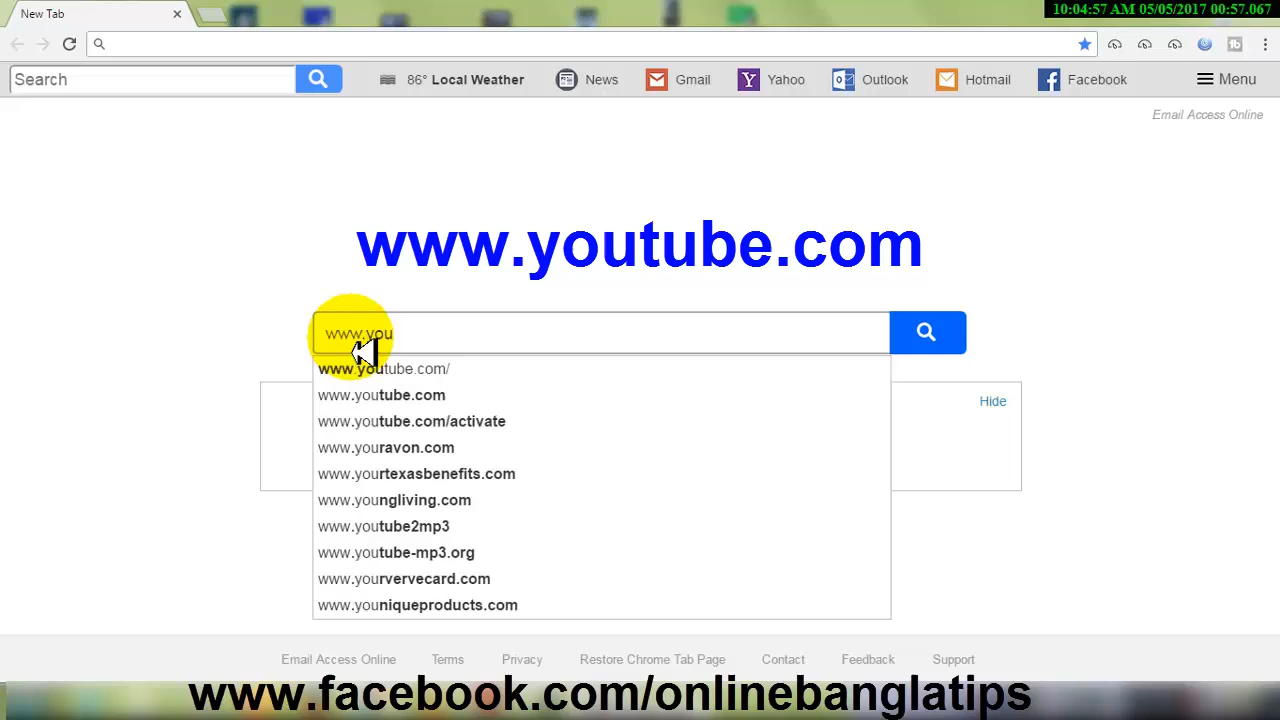 10:04:57 AM 05/05/2017 00:57.067
New Tab
Search 86° Local Weather News Gmail Yahoo Outlook Hotmail Facebook Menu
Email Access Online
www.youtube.com
www.you
www.youtube.com/
www.youtube.com
Hide
www.youtube.com/activate
www.youravon.com
www.yourtexasbenefits.com
www.youngliving.com
www.youtube2mp3
www.youtube-mp3.org
www.yourvervecard.com
www.youniqueproducts.com
Email Access Online Terms Privacy Restore Chrome Tab Page Contact Feedback Support
www.facebook.com/onlinebanglatips